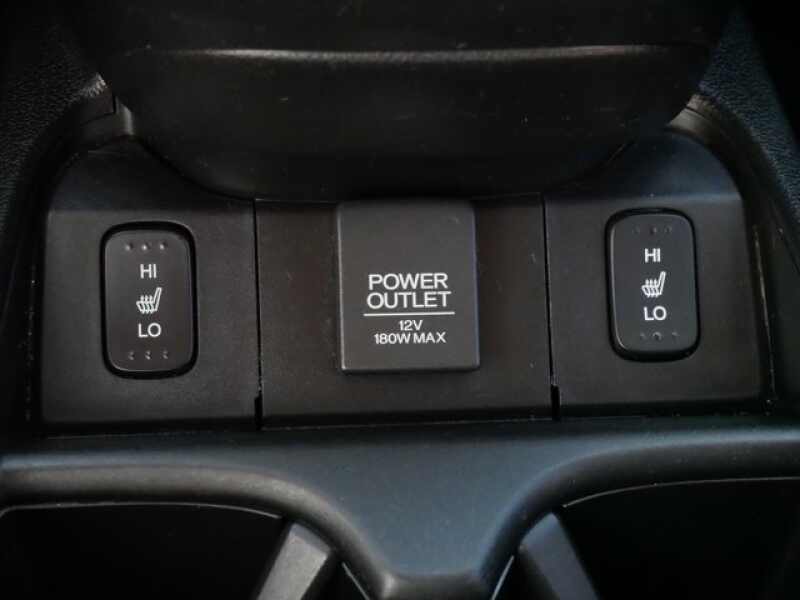 HI
LO
POWER
OUTLET
12V
180W MAX
HI
LO